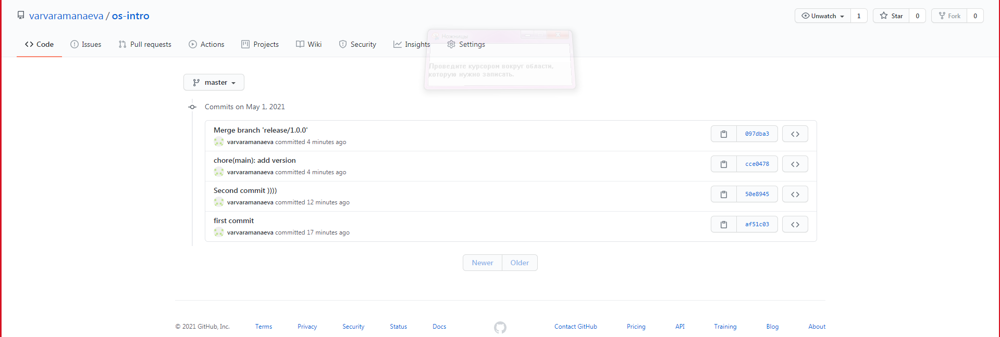 varvaramanaeva / os-intro
Unwatch 1 Star 0 Fork 0
Code Issues Pull requests Actions Projects Wiki Security Insights Settings
Ножницы
Проведите курсором вокруг области,
которую нужно записать.
master
Commits on May 1, 2021
Merge branch 'release/1.0.0'
varvaramanaeva committed 4 minutes ago
097dba3
chore(main): add version
varvaramanaeva committed 4 minutes ago
cce0478
Second commit ))))
varvaramanaeva committed 12 minutes ago
50e8945
first commit
varvaramanaeva committed 17 minutes ago
af51c03
Newer Older
© 2021 GitHub, Inc. Terms Privacy Security Status Docs Contact GitHub Pricing API Training Blog About